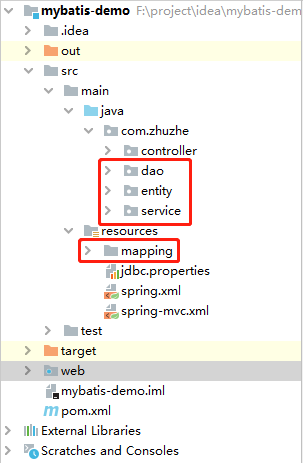 mybatis-demo F:\project\idea\mybatis-dem
.idea
out
src
main
java
com.zhuzhe
controller
dao
entity
service
resources
mapping
jdbc.properties
spring.xml
spring-mvc.xml
test
target
web
mybatis-demo.iml
pom.xml
External Libraries
Scratches and Consoles